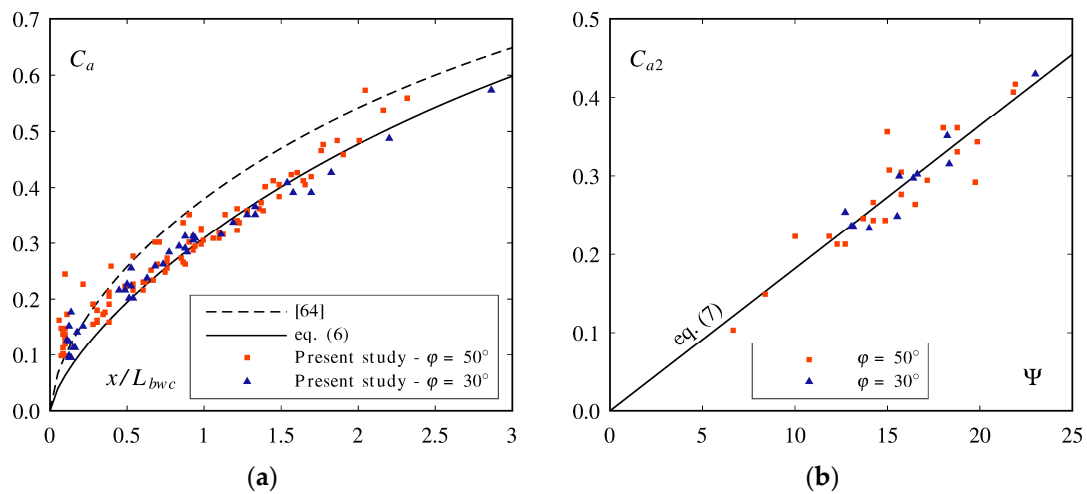 0.7
0.6
0.5
0.4
0.3
0.2
0.1
0.0
C_a
[64]
eq. (6)
Present study - φ = 50°
Present study - φ = 30°
x/L_bwc
0 0.5 1 1.5 2 2.5 3
(a)
0.5
0.4
0.3
0.2
0.1
0.0
C_a2
eq. (7)
φ = 50°
φ = 30°
Ψ
0 5 10 15 20 25
(b)